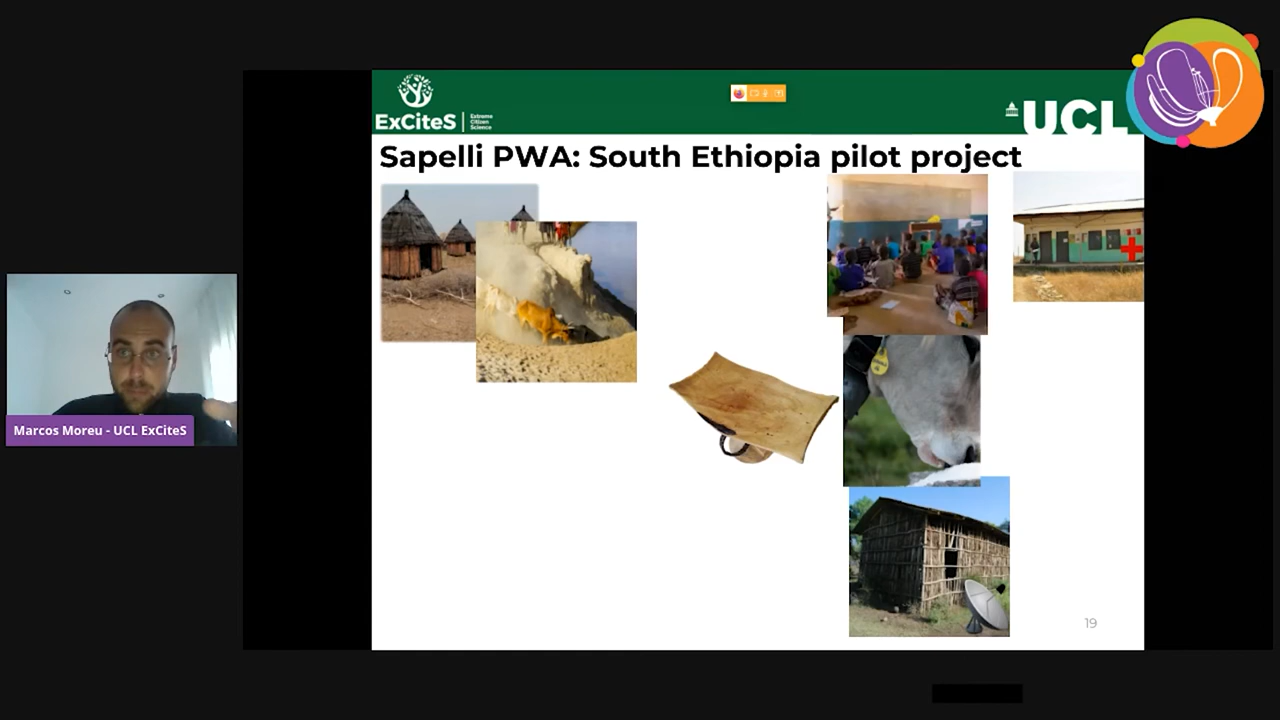 ExCiteS
Extreme
Citizen
Science
UCL
Sapelli PWA: South Ethiopia pilot project
Marcos Moreu - UCL ExCiteS
19